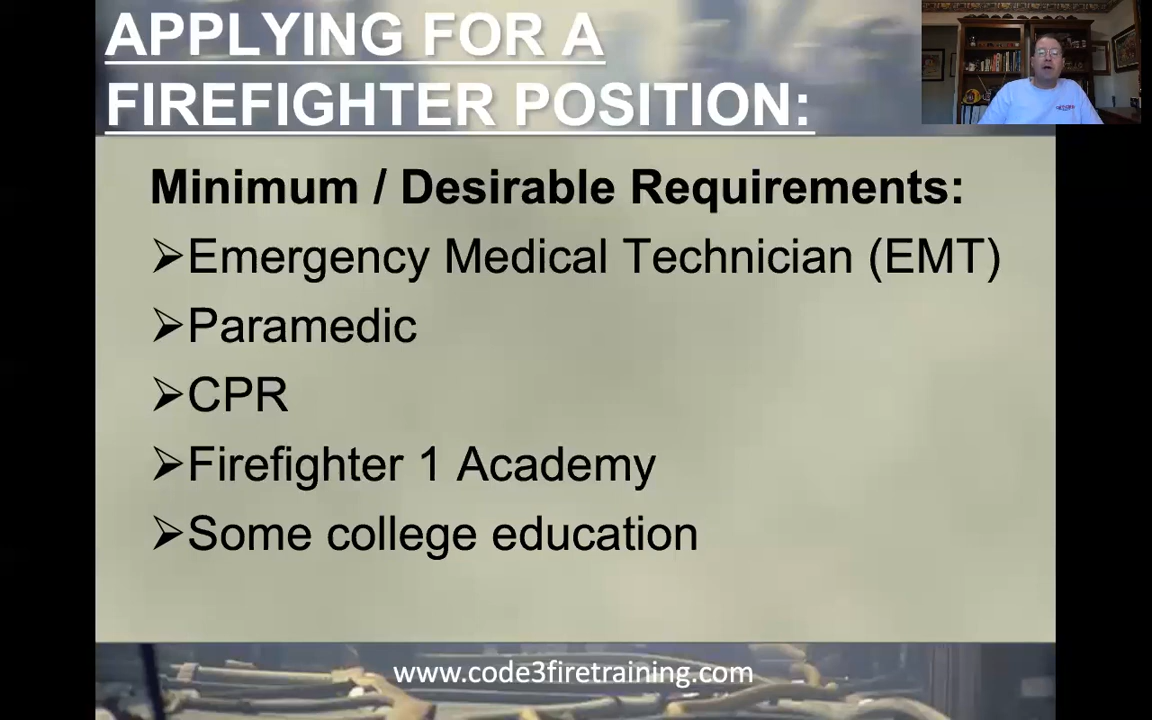 APPLYING FOR A
FIREFIGHTER POSITION:
Minimum / Desirable Requirements:
➢Emergency Medical Technician (EMT)
➢Paramedic
➢CPR
➢Firefighter 1 Academy
➢Some college education
www.code3firetraining.com